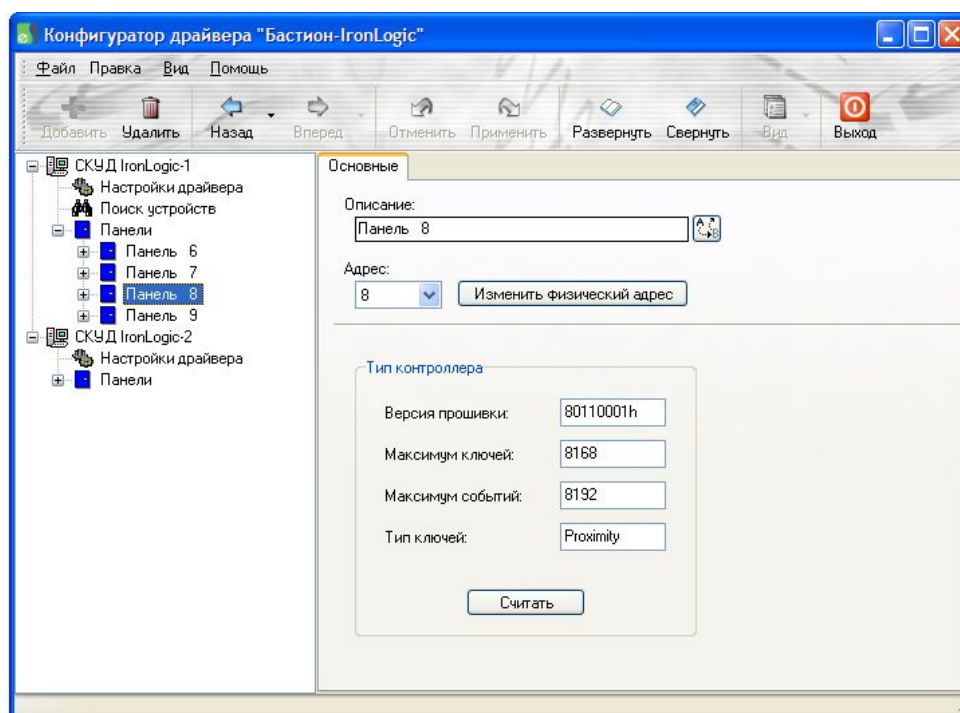 Конфигуратор драйвера "Бастион-IronLogic"
Файл Правка Вид Помощь
Добавить Удалить Назад Вперед Отменить Применить Развернуть Свернуть Вид Выход
СКУД IronLogic-1
Настройки драйвера
Поиск устройств
Панели
Панель 6
Панель 7
Панель 8
Панель 9
СКУД IronLogic-2
Настройки драйвера
Панели
Основные
Описание:
Панель 8
Адрес:
8 Изменить физический адрес
Тип контроллера
Версия прошивки: 80110001h
Максимум ключей: 8168
Максимум событий: 8192
Тип ключей: Proximity
Считать